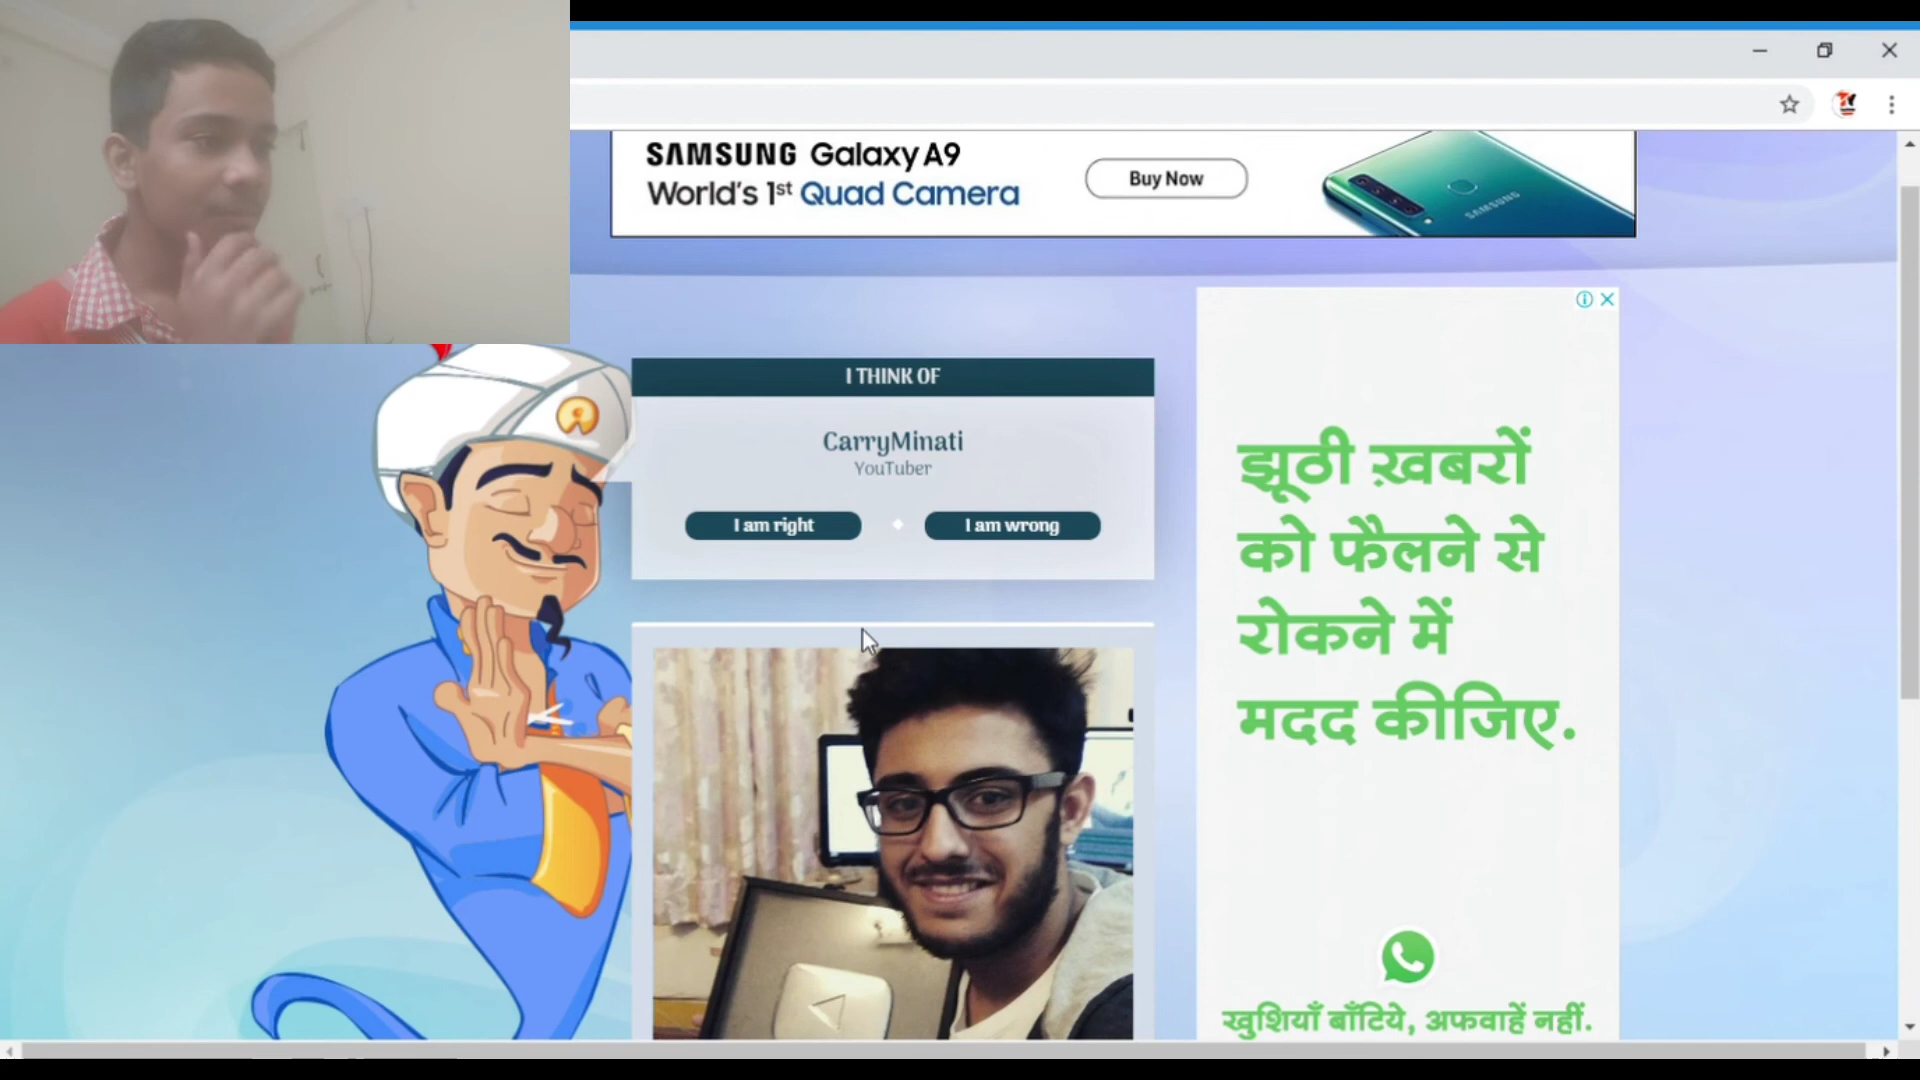 SAMSUNG Galaxy A9
World's 1st Quad Camera
Buy Now
SAMSUNG
I THINK OF
CarryMinati
YouTuber
I am right
I am wrong
झूठी ख़बरों
को फैलने से
रोकने में
मदद कीजिए.
खुशियाँ बाँटिये, अफवाहें नहीं.